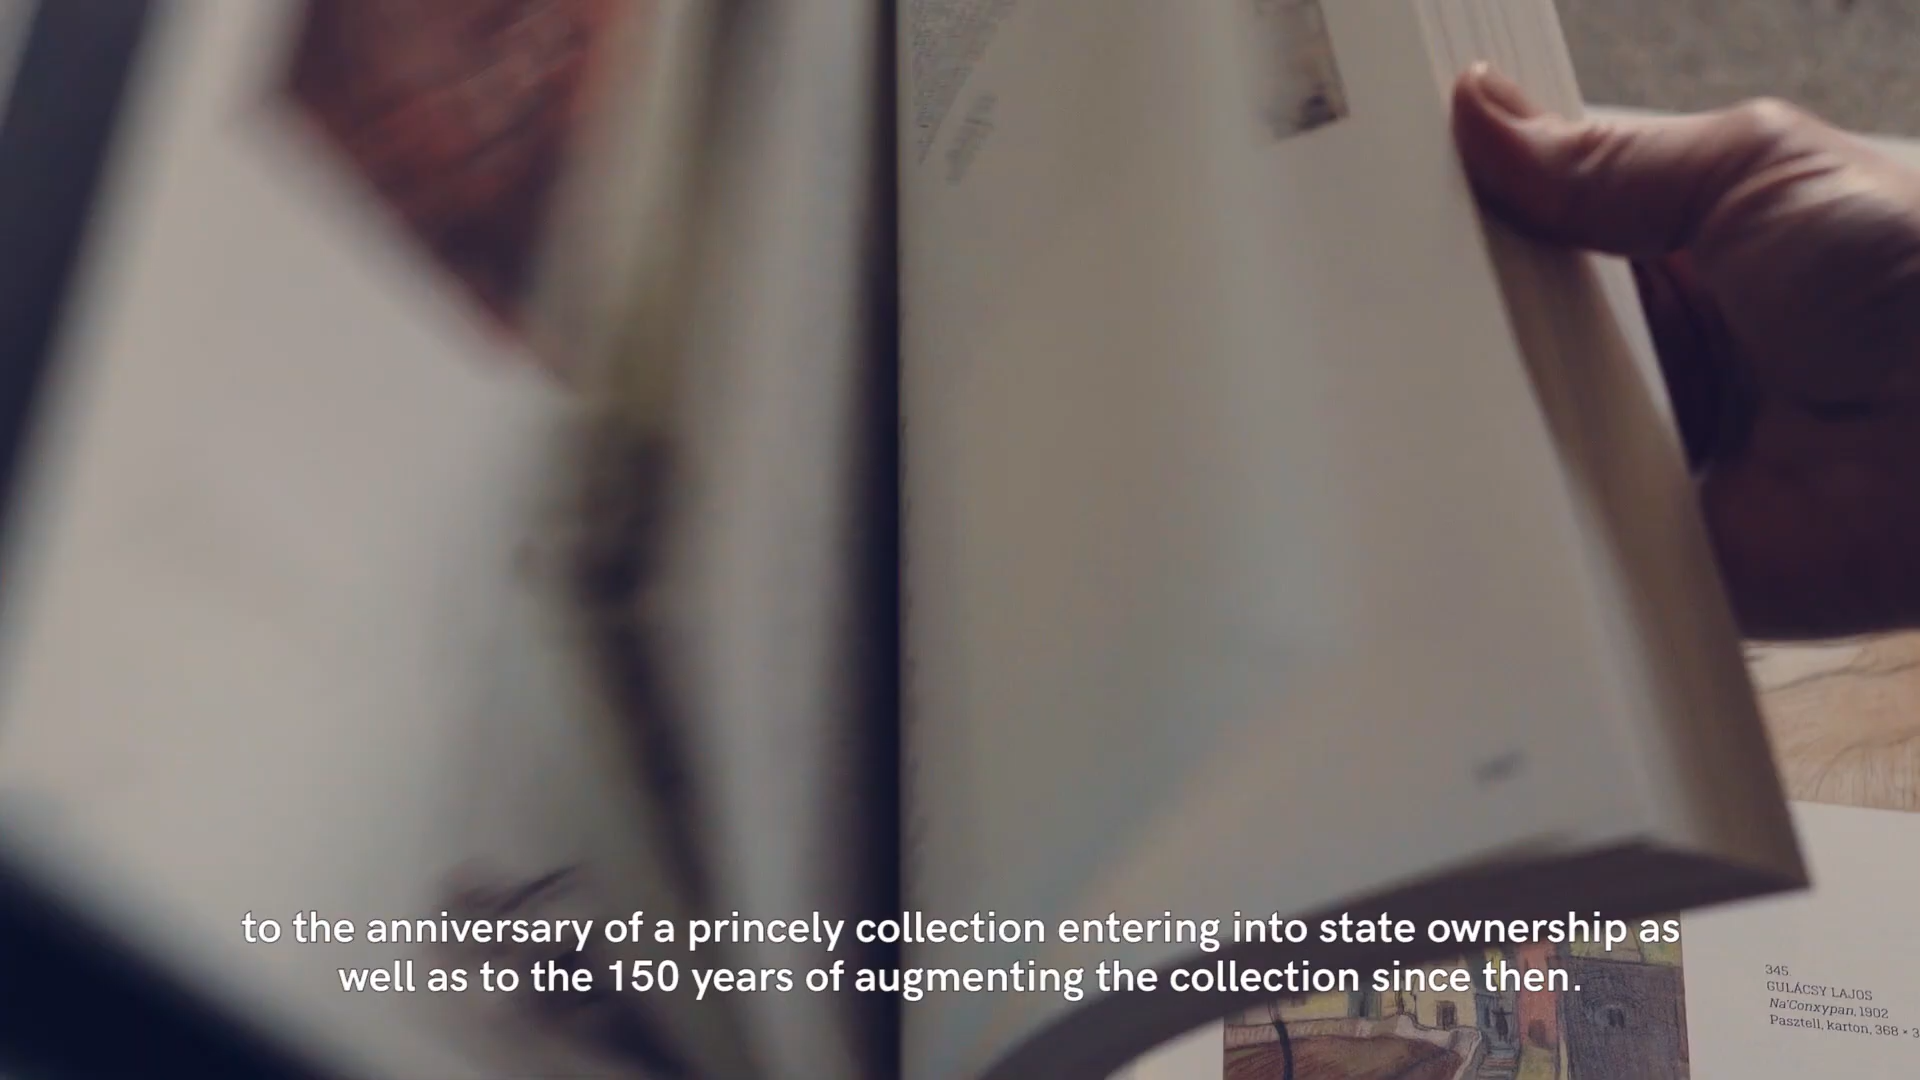 to the anniversary of a princely collection entering into state ownership as
well as to the 150 years of augmenting the collection since then.
345
GULÁCSY LAJOS
Na'Conxypan, 1902
Pasztell, karton, 368 ×